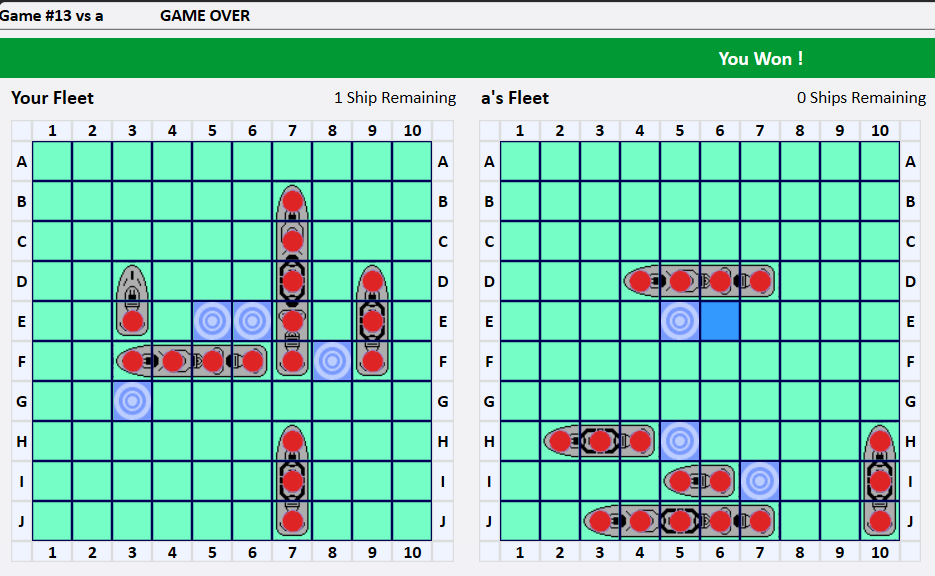 Game #13 vs a GAME OVER
You Won !
Your Fleet 1 Ship Remaining a's Fleet 0 Ships Remaining
1 2 3 4 5 6 7 8 9 10 1 2 3 4 5 6 7 8 9 10
A A A A
B B B B
C C C C
D D D D
E E E E
F F F F
G G G G
H H H H
I I I I
J J J J
1 2 3 4 5 6 7 8 9 10 1 2 3 4 5 6 7 8 9 10